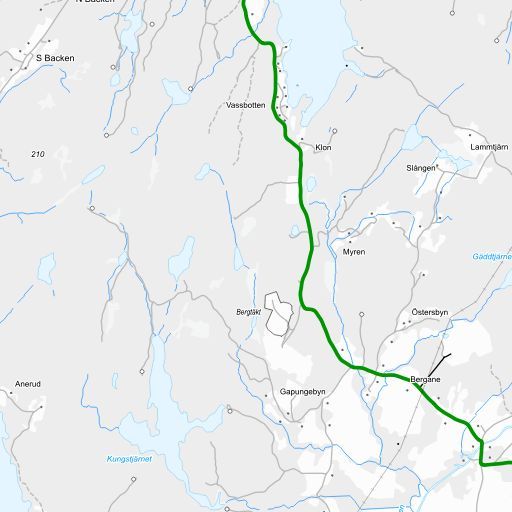 N Backen
S Backen
Vassbotten
Klon
Lammtjärn
210
Slången
Myren
Gäddtjärne
Bergtäkt
Östersbyn
Bergane
Anerud
Gapungebyn
Kungstjärnet